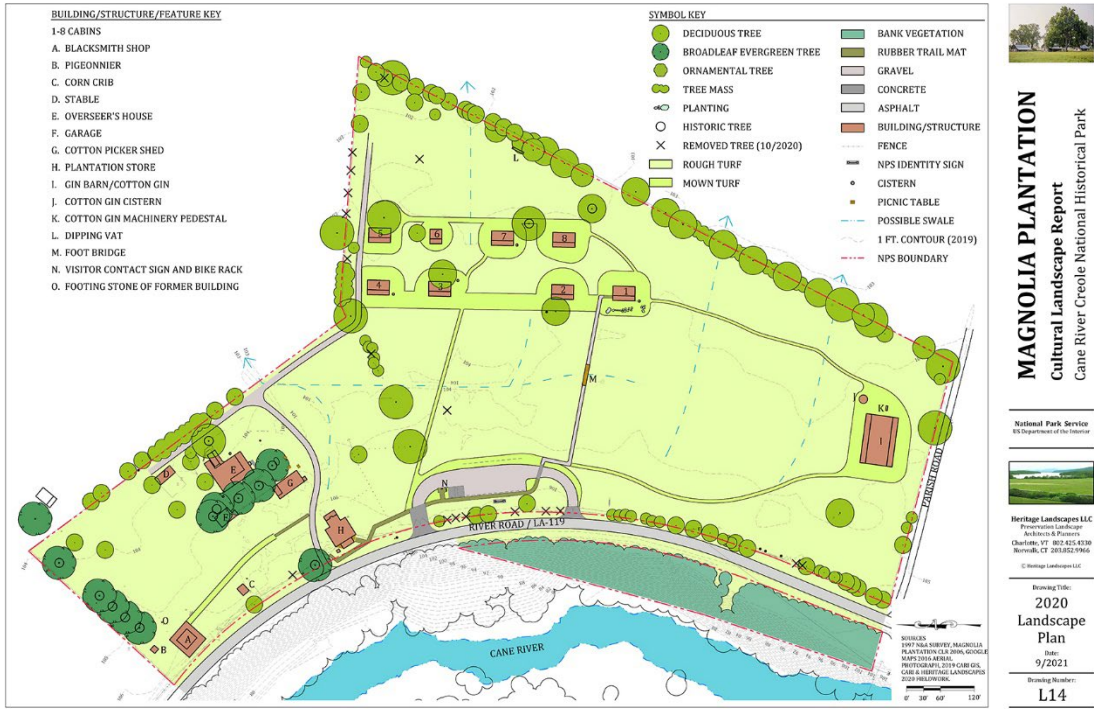 BUILDING/STRUCTURE/FEATURE KEY
1-8 CABINS
A. BLACKSMITH SHOP
B. PIGEONNIER
C. CORN CRIB
D. STABLE
E. OVERSEER'S HOUSE
F. GARAGE
G. COTTON PICKER SHED
H. PLANTATION STORE
I. GIN BARN/COTTON GIN
J. COTTON GIN CISTERN
K. COTTON GIN MACHINERY PEDESTAL
L. DIPPING VAT
M. FOOT BRIDGE
N. VISITOR CONTACT SIGN AND BIKE RACK
O. FOOTING STONE OF FORMER BUILDING
SYMBOL KEY
DECIDUOUS TREE
BROADLEAF EVERGREEN TREE
ORNAMENTAL TREE
TREE MASS
PLANTING
HISTORIC TREE
REMOVED TREE (10/2020)
ROUGH TURF
MOWN TURF
BANK VEGETATION
RUBBER TRAIL MAT
GRAVEL
CONCRETE
ASPHALT
BUILDING/STRUCTURE
FENCE
NPS IDENTITY SIGN
CISTERN
PICNIC TABLE
POSSIBLE SWALE
1 FT. CONTOUR (2019)
NPS BOUNDARY
L
5
6
7
8
4
3
2
1
M
J
K
I
D
E
G
F
N
H
C
O
A
B
RIVER ROAD / LA-119
PARISH ROAD
CANE RIVER
SOURCES
1997 N&A SURVEY, MAGNOLIA
PLANTATION CLR 2006, GOOGLE
MAPS 2016 AERIAL
PHOTOGRAPH, 2019 CARI GIS,
CARI & HERITAGE LANDSCAPES
2020 FIELDWORK.
0' 30' 60' 120'
MAGNOLIA PLANTATION
Cultural Landscape Report
Cane River Creole National Historical Park
National Park Service
US Department of the Interior
Heritage Landscapes LLC
Preservation Landscape
Architects & Planners
Charlotte, VT 802.425.4330
Norwalk, CT 203.852.9966
© Heritage Landscapes LLC
Drawing Title:
2020
Landscape
Plan
Date:
9/2021
Drawing Number:
L14